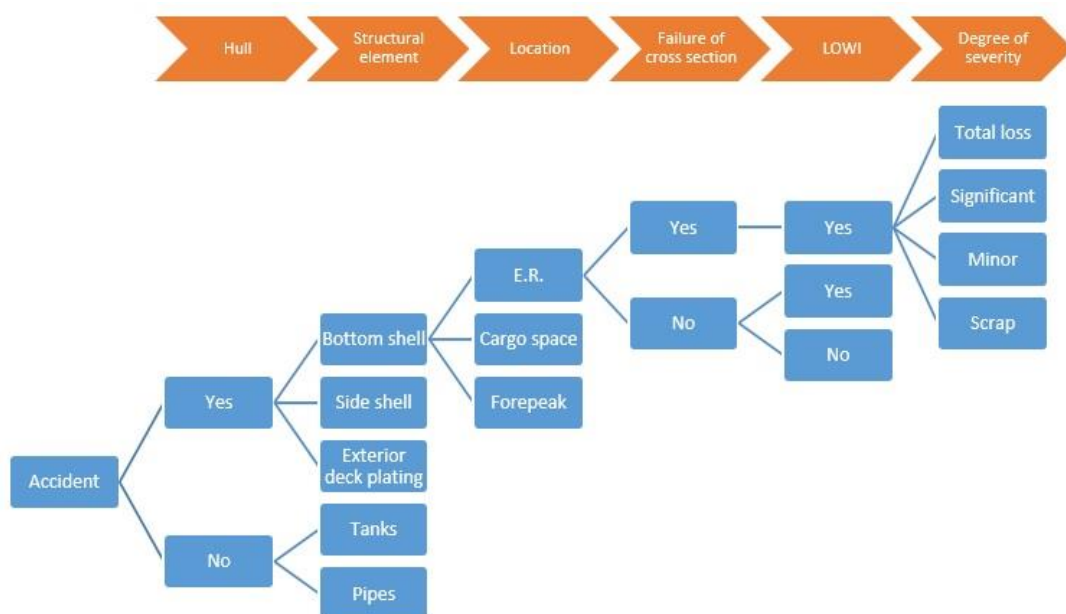 Hull
Structural
element
Location
Failure of
cross section
LOWI
Degree of
severity
Total loss
Significant
Yes
Yes
Minor
E.R.
Yes
No
Scrap
Bottom shell
Cargo space
No
Yes
Side shell
Forepeak
Exterior
deck plating
Accident
Tanks
No
Pipes